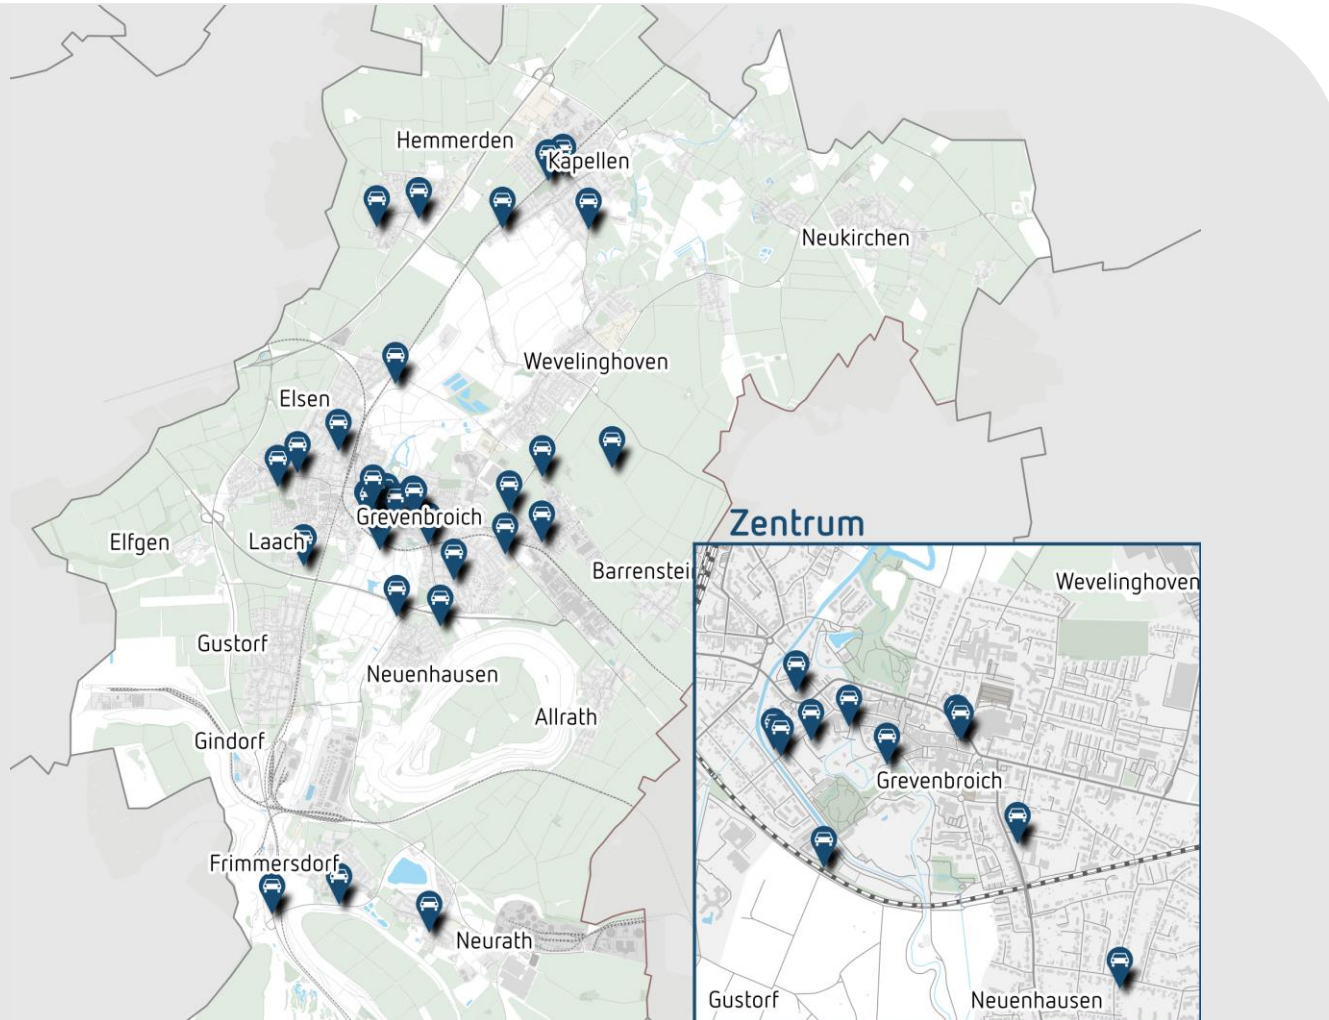 Hemmerden
Kapellen
Neukirchen
Wevelinghoven
Elsen
Grevenbroich
Elfgen
Laach
Zentrum
Barrenstei
Wevelinghoven
Gustorf
Neuenhausen
Allrath
Gindorf
Grevenbroich
Frimmersdorf
Neurath
Gustorf
Neuenhausen